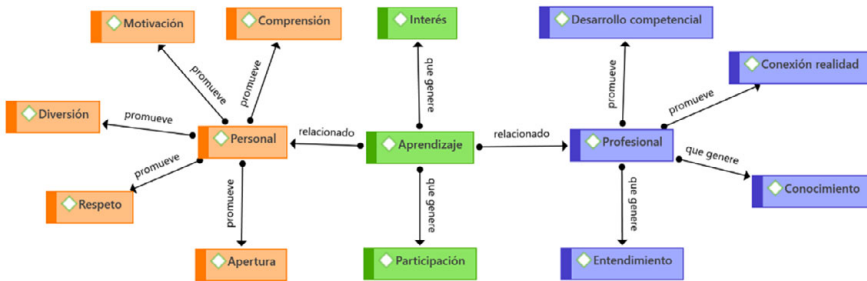 Motivación
Comprensión
Interés
Desarrollo competencial
Conexión realidad
promueve
promueve
que genere
promueve
promueve
Diversión
promueve
Personal
relacionado
Aprendizaje
relacionado
Profesional
promueve
que genere
Respeto
promueve
que genere
que genere
Conocimiento
Apertura
Participación
Entendimiento